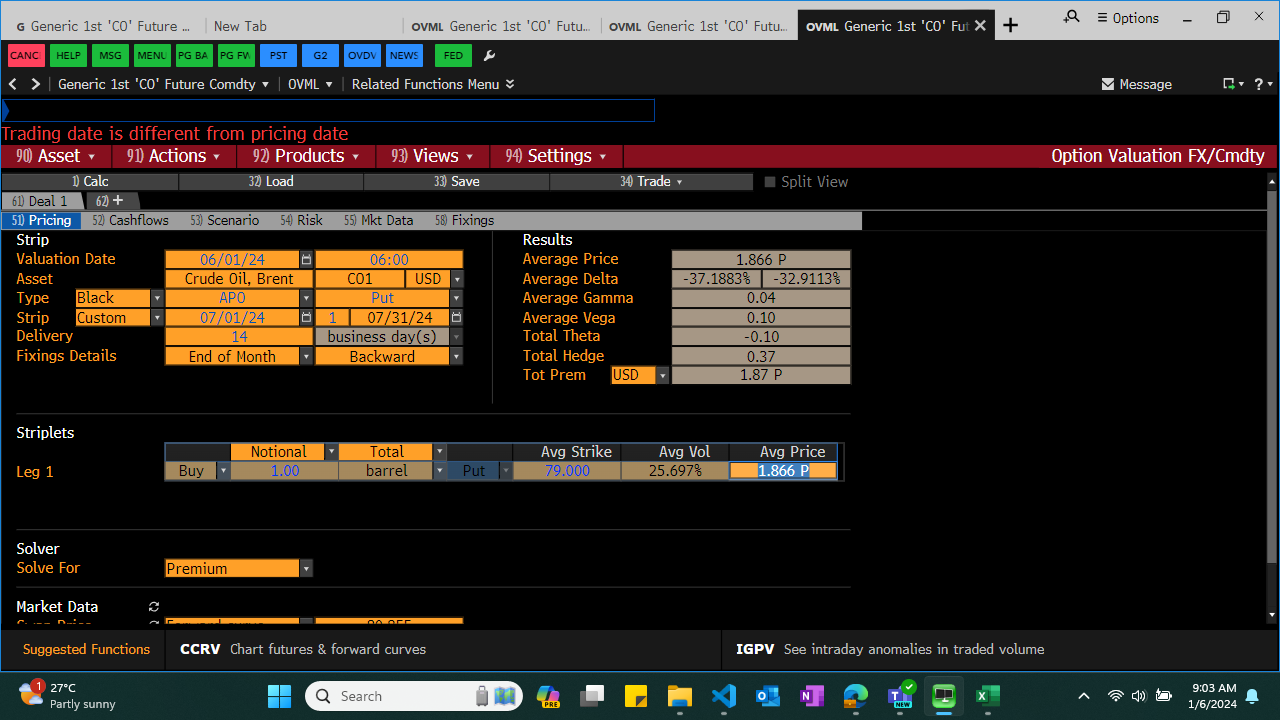 G Generic 1st 'CO' Future ... New Tab OVML Generic 1st 'CO' Futu... OVML Generic 1st 'CO' Futu... OVML Generic 1st 'CO' Fut Options
CANC HELP MSG MENU PG BA PG FW PST G2 OVDV NEWS FED
Generic 1st 'CO' Future Comdty OVML Related Functions Menu Message ?
Trading date is different from pricing date
90) Asset 91) Actions 92) Products 93) Views 94) Settings Option Valuation FX/Cmdty
1) Calc 32) Load 33) Save 34) Trade Split View
61) Deal 1 62) +
51) Pricing 52) Cashflows 53) Scenario 54) Risk 55) Mkt Data 58) Fixings
Strip Results
Valuation Date 06/01/24 06:00 Average Price 1.866 P
Asset Crude Oil, Brent CO1 USD Average Delta -37.1883% -32.9113%
Type Black APO Put Average Gamma 0.04
Strip Custom 07/01/24 1 07/31/24 Average Vega 0.10
Delivery 14 business day(s) Total Theta -0.10
Fixings Details End of Month Backward Total Hedge 0.37
Tot Prem USD 1.87 P
Striplets
Notional Total Avg Strike Avg Vol Avg Price
Leg 1 Buy 1.00 barrel Put 79.000 25.697% 1.866 P
Solver
Solve For Premium
Market Data
Suggested Functions CCRV Chart futures & forward curves IGPV See intraday anomalies in traded volume
1 27°C Partly sunny Search PRE NEW 9:03 AM
1/6/2024